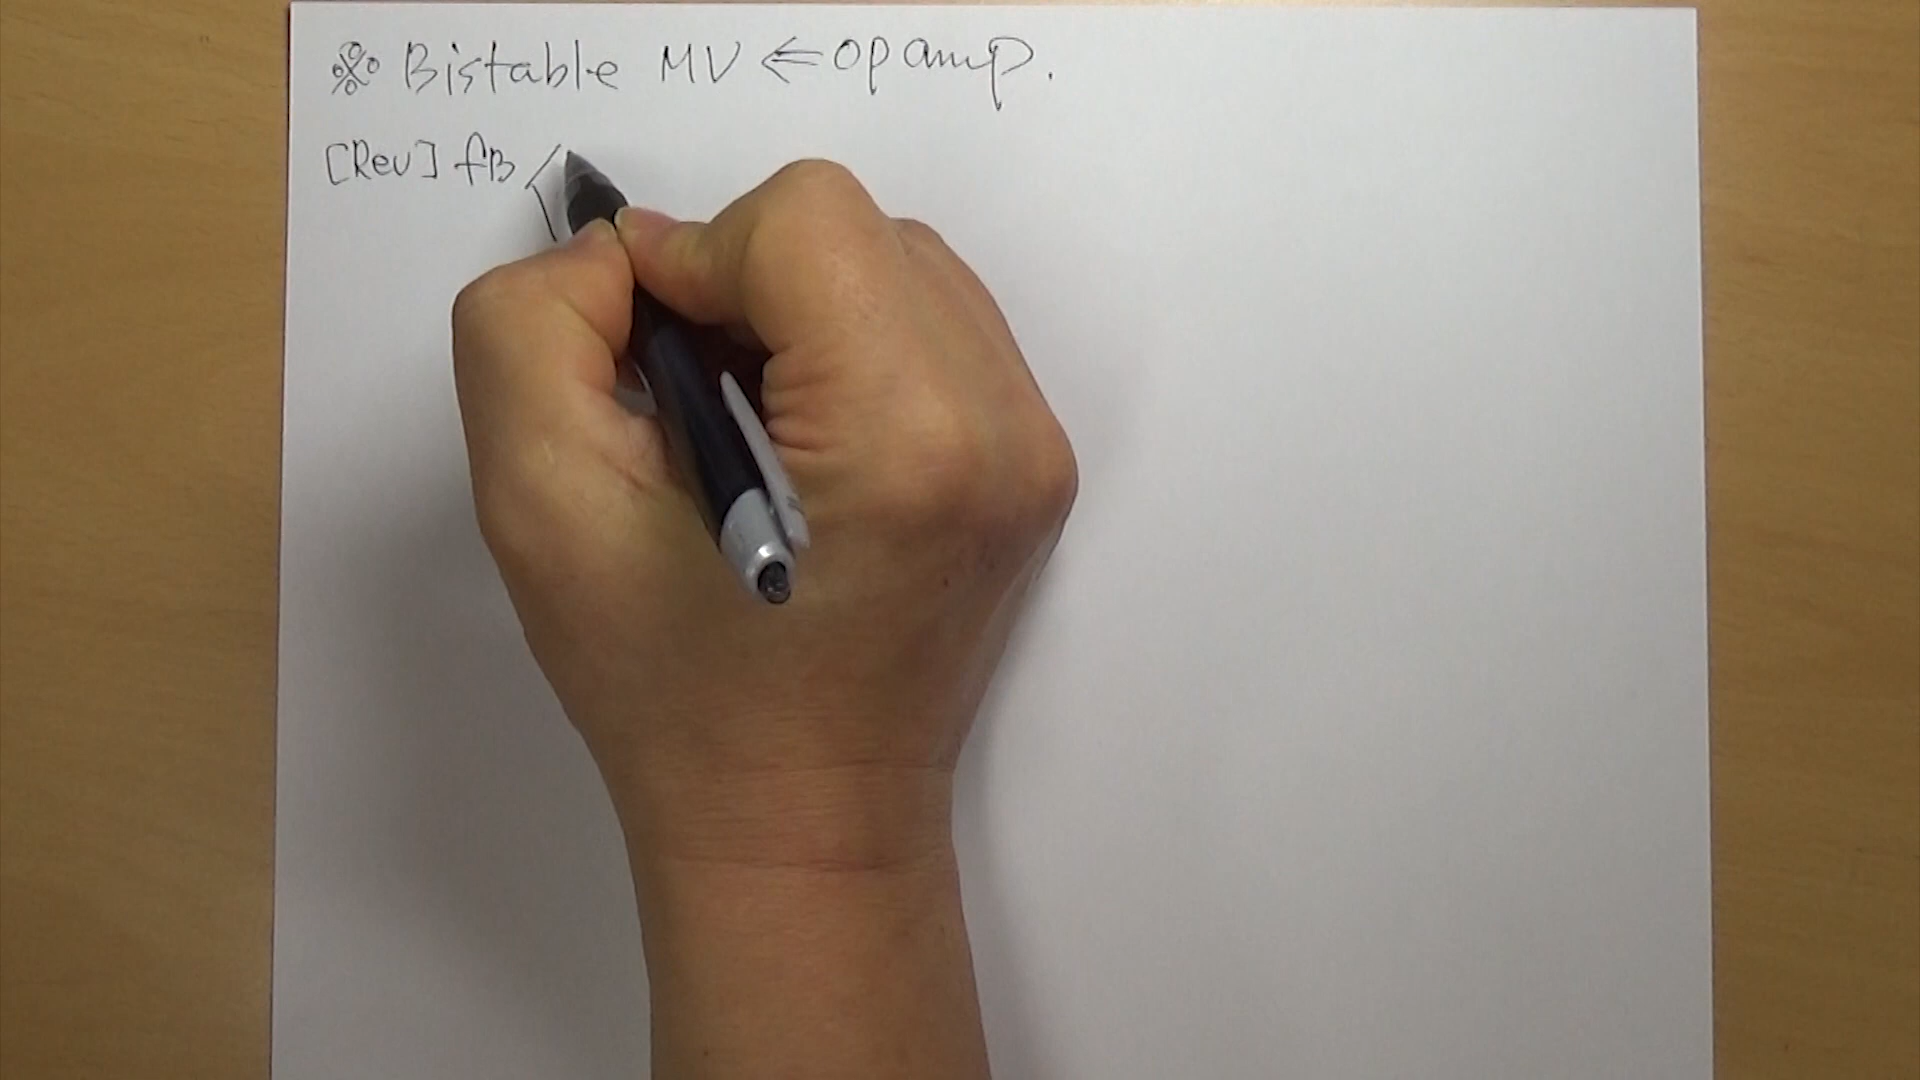 ※ Bistable MV ⇐ op amp.
[Rev] fB